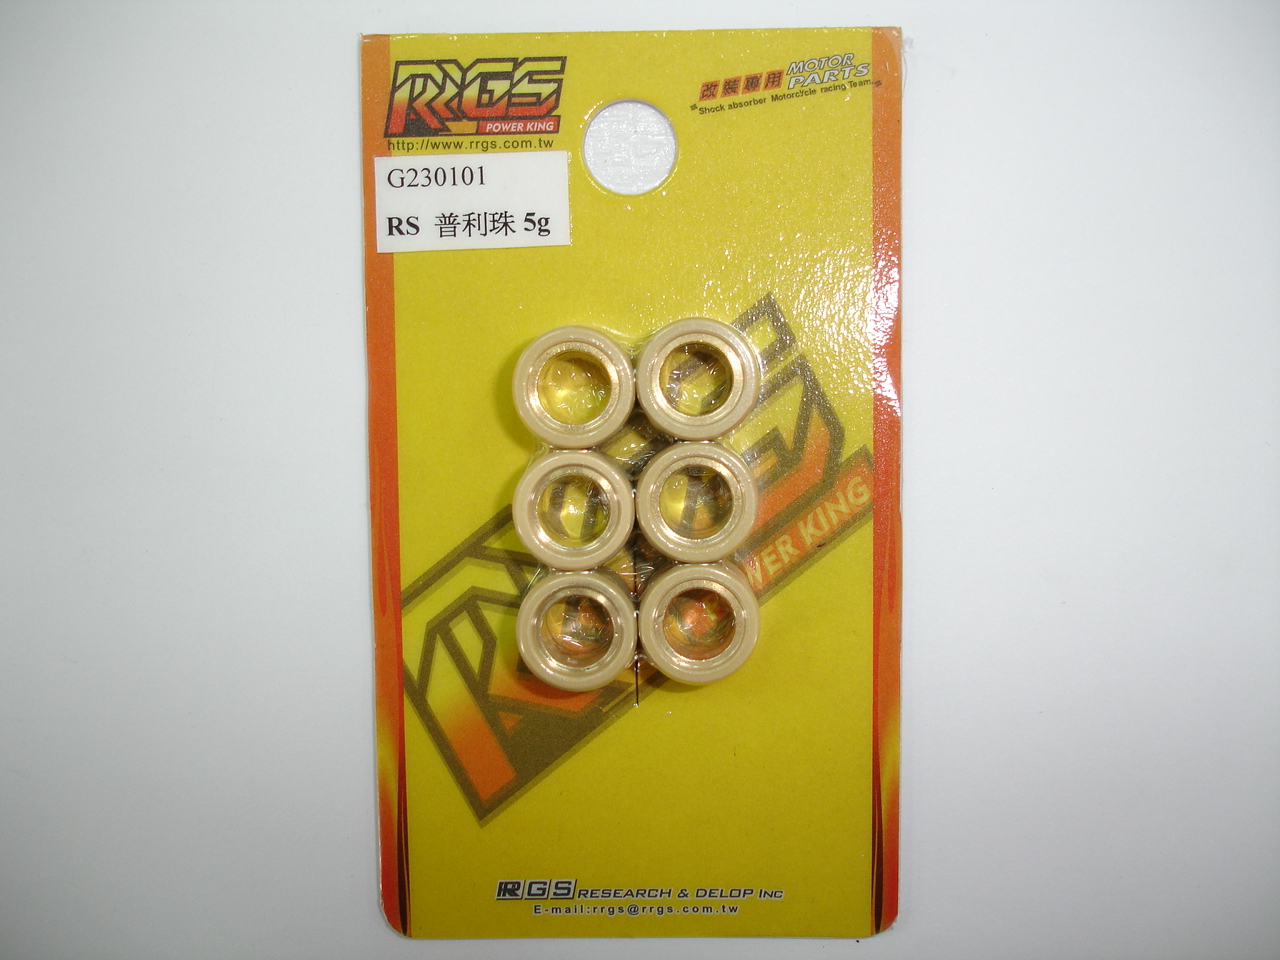 RRGS
POWER KING
http://www.rrgs.com.tw
改裝專用 MOTOR PARTS
Shock absorber Motorcycle racing Team
G230101
RS 普利珠 5g
POWER KING
RRGS RESEARCH & DELOP INC
E-mail:rrgs@rrgs.com.tw